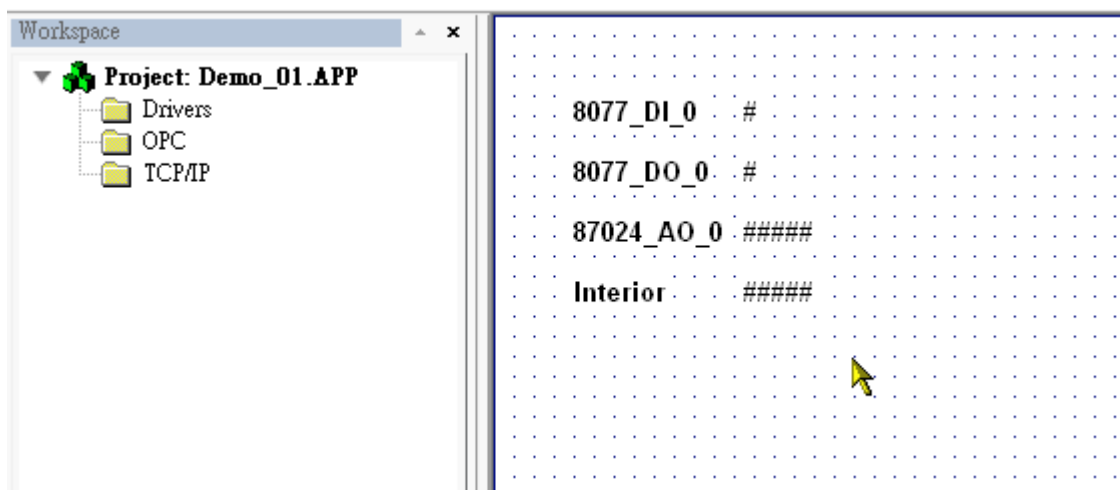 Workspace
Project: Demo_01.APP
Drivers
OPC
TCP/IP
8077_DI_0 #
8077_DO_0 #
87024_AO_0 #####
Interior #####